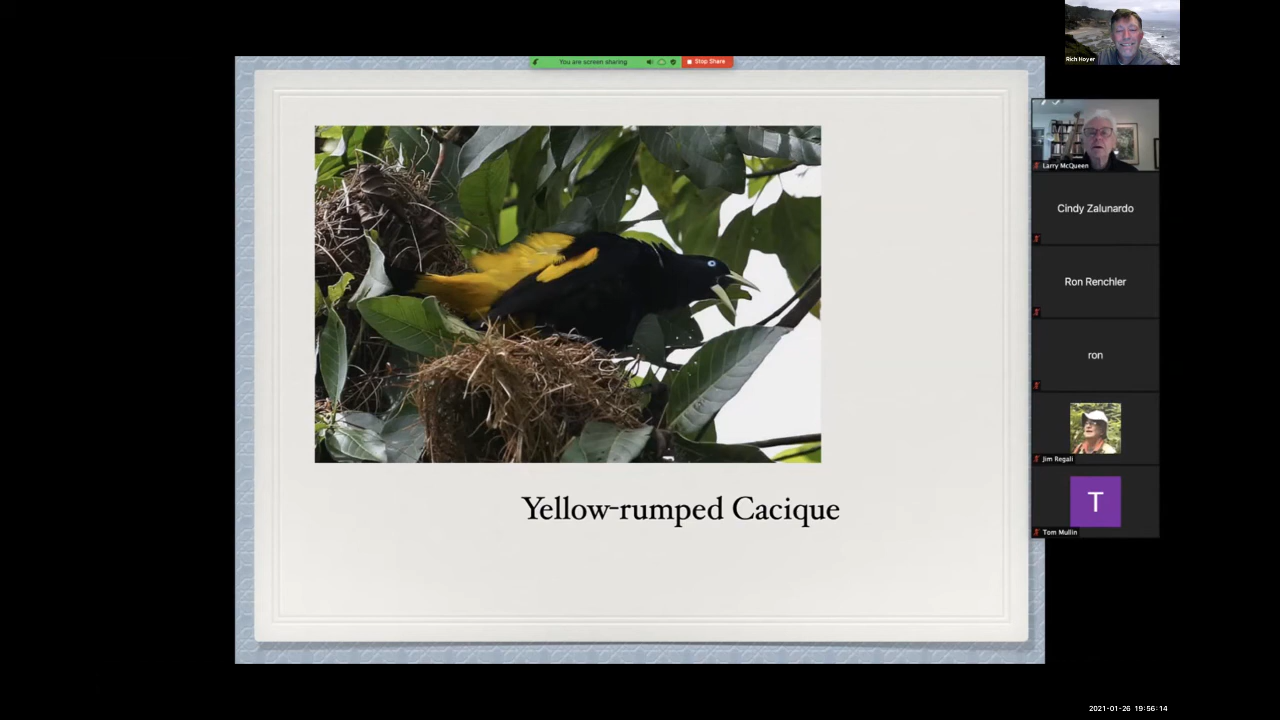 You are screen sharing
Stop Share
Rich Hoyer
Larry McQueen
Cindy Zalunardo
Ron Renchler
ron
Jim Regali
T
Tom Mullin
Yellow-rumped Cacique
2021-01-26 19:56:14